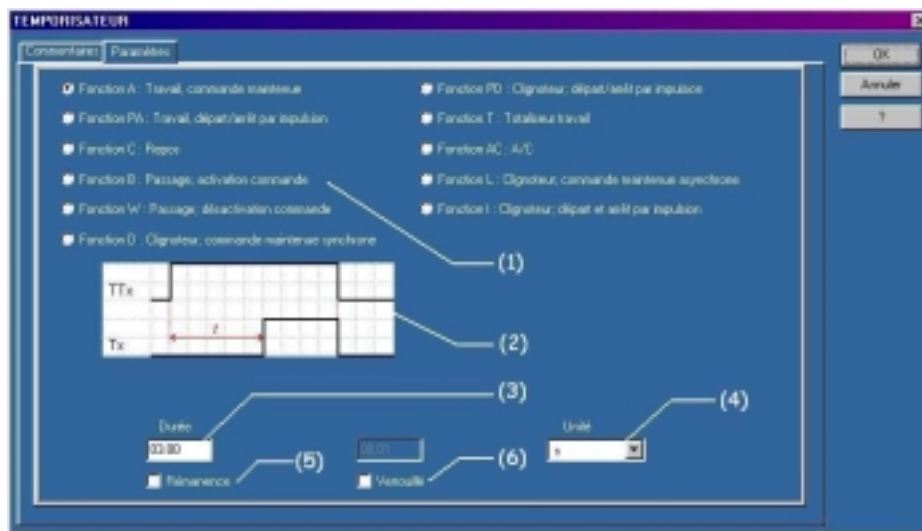 TEMPORISATEUR
Commentaires Paramètres
OK
Annuler
?
Fonction A : Travail, commande maintenue
Fonction PA : Travail, départ/arrêt par impulsion
Fonction C : Repos
Fonction B : Passage, activation commande
Fonction W : Passage, désactivation commande
Fonction D : Clignoteur, commande maintenue synchrone
Fonction PD : Clignoteur; départ/arrêt par impulsion
Fonction T : Totaliseur travail
Fonction AC : A/C
Fonction L : Clignoteur, commande maintenue asynchrone
Fonction I : Clignoteur; départ et arrêt par impulsion
(1)
TTx
t
Tx
(2)
(3)
(4)
Durée
Unité
03.00
00.01
s
(5)
(6)
Rémanence
Verrouillé